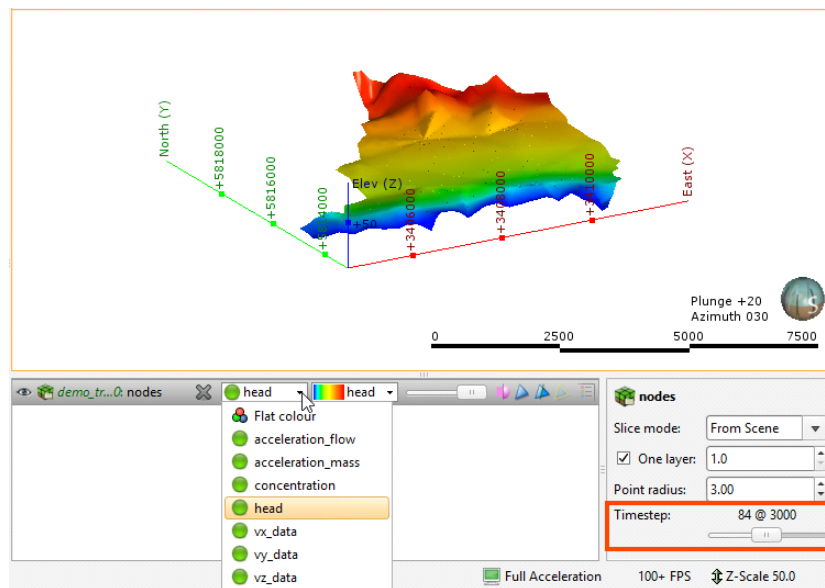 North (Y)
+5818000
+5816000
+5814000
Elev (Z)
+50
+3406000
+3408000
+3410000
East (X)
Plunge +20
Azimuth 030
0 2500 5000 7500
demo_tr...0: nodes head head
Flat colour
acceleration_flow
acceleration_mass
concentration
head
vx_data
vy_data
vz_data
nodes
Slice mode: From Scene
One layer: 1.0
Point radius: 3.00
Timestep: 84 @ 3000
Full Acceleration 100+ FPS Z-Scale 50.0